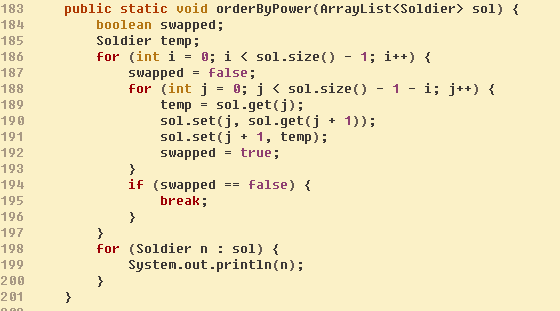 183 public static void orderByPower(ArrayList<Soldier> sol) {
184 boolean swapped;
185 Soldier temp;
186 for (int i = 0; i < sol.size() - 1; i++) {
187 swapped = false;
188 for (int j = 0; j < sol.size() - 1 - i; j++) {
189 temp = sol.get(j);
190 sol.set(j, sol.get(j + 1));
191 sol.set(j + 1, temp);
192 swapped = true;
193 }
194 if (swapped == false) {
195 break;
196 }
197 }
198 for (Soldier n : sol) {
199 System.out.println(n);
200 }
201 }